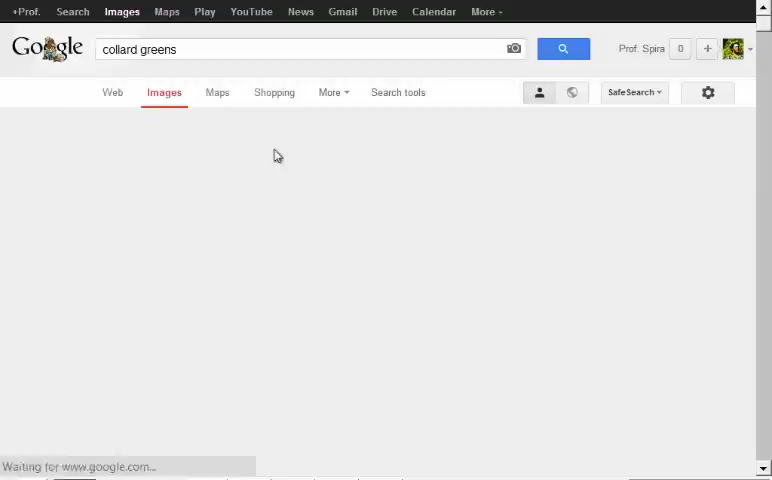 +Prof. Search Images Maps Play YouTube News Gmail Drive Calendar More
Google collard greens Prof. Spira 0 +
Web Images Maps Shopping More Search tools SafeSearch
Waiting for www.google.com...